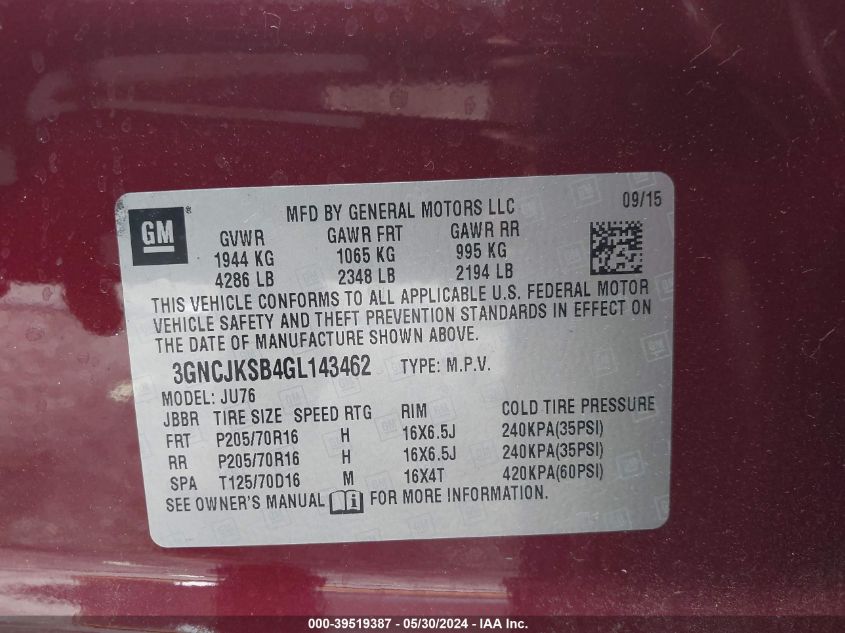 GM ®
MFD BY GENERAL MOTORS LLC 09/15
GVWR GAWR FRT GAWR RR
1944 KG 1065 KG 995 KG
4286 LB 2348 LB 2194 LB
THIS VEHICLE CONFORMS TO ALL APPLICABLE U.S. FEDERAL MOTOR
VEHICLE SAFETY AND THEFT PREVENTION STANDARDS IN EFFECT ON
THE DATE OF MANUFACTURE SHOWN ABOVE.
3GNCJKSB4GL143462 TYPE: M.P.V.
MODEL: JU76
JBBR TIRE SIZE SPEED RTG RIM COLD TIRE PRESSURE
FRT P205/70R16 H 16X6.5J 240KPA(35PSI)
RR P205/70R16 H 16X6.5J 240KPA(35PSI)
SPA T125/70D16 M 16X4T 420KPA(60PSI)
SEE OWNER'S MANUAL FOR MORE INFORMATION.
000-39519387 - 05/30/2024 - IAA Inc.